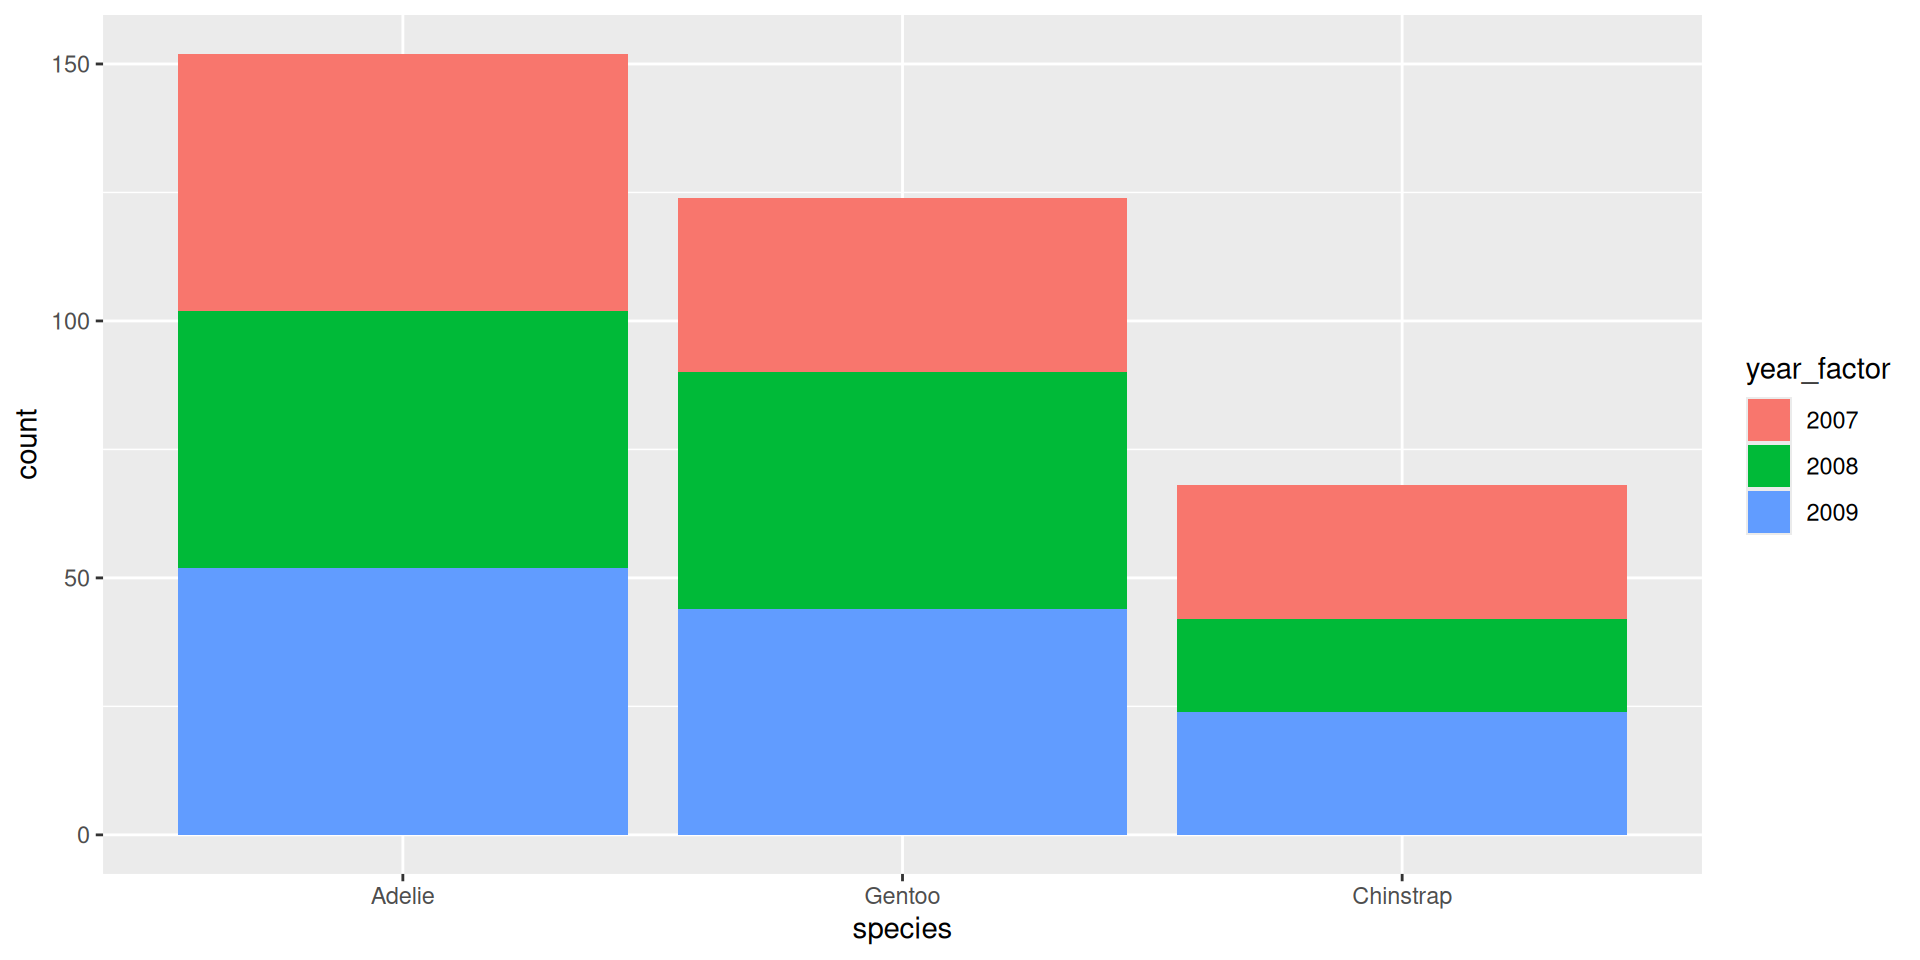 150
100
50
0
count
Adelie
Gentoo
Chinstrap
species
year_factor
2007
2008
2009